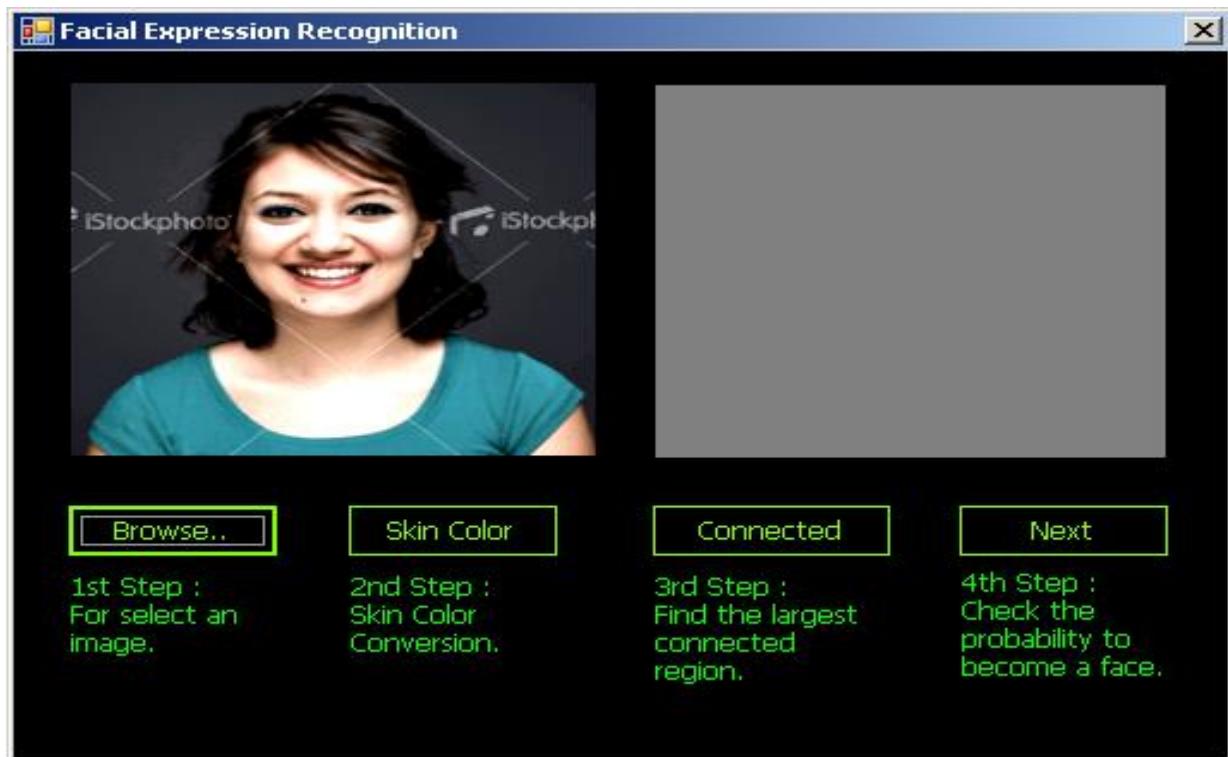 Facial Expression Recognition
iStockphoto
iStockph
Browse..
Skin Color
Connected
Next
1st Step :
For select an
image.
2nd Step :
Skin Color
Conversion.
3rd Step :
Find the largest
connected
region.
4th Step :
Check the
probability to
become a face.